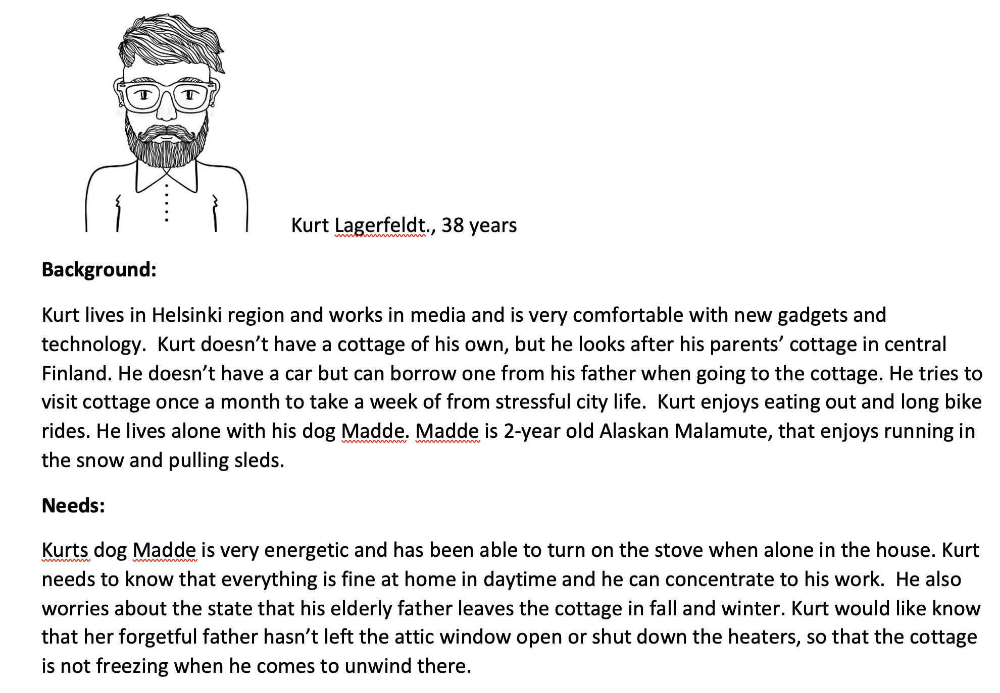 Kurt Lagerfeldt., 38 years
Background:
Kurt lives in Helsinki region and works in media and is very comfortable with new gadgets and
technology.  Kurt doesn’t have a cottage of his own, but he looks after his parents’ cottage in central
Finland. He doesn’t have a car but can borrow one from his father when going to the cottage. He tries to
visit cottage once a month to take a week of from stressful city life.  Kurt enjoys eating out and long bike
rides. He lives alone with his dog Madde. Madde is 2-year old Alaskan Malamute, that enjoys running in
the snow and pulling sleds.
Needs:
Kurts dog Madde is very energetic and has been able to turn on the stove when alone in the house. Kurt
needs to know that everything is fine at home in daytime and he can concentrate to his work.  He also
worries about the state that his elderly father leaves the cottage in fall and winter. Kurt would like know
that her forgetful father hasn’t left the attic window open or shut down the heaters, so that the cottage
is not freezing when he comes to unwind there.